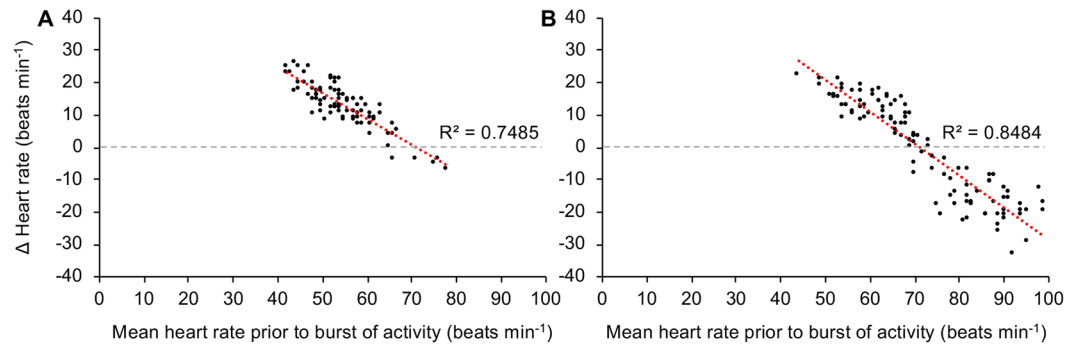 A
B
Δ Heart rate (beats min-1)
40
30
20
10
0
-10
-20
-30
-40
R² = 0.7485
0 10 20 30 40 50 60 70 80 90 100
Mean heart rate prior to burst of activity (beats min-1)
40
30
20
10
0
-10
-20
-30
-40
R² = 0.8484
0 10 20 30 40 50 60 70 80 90 100
Mean heart rate prior to burst of activity (beats min-1)